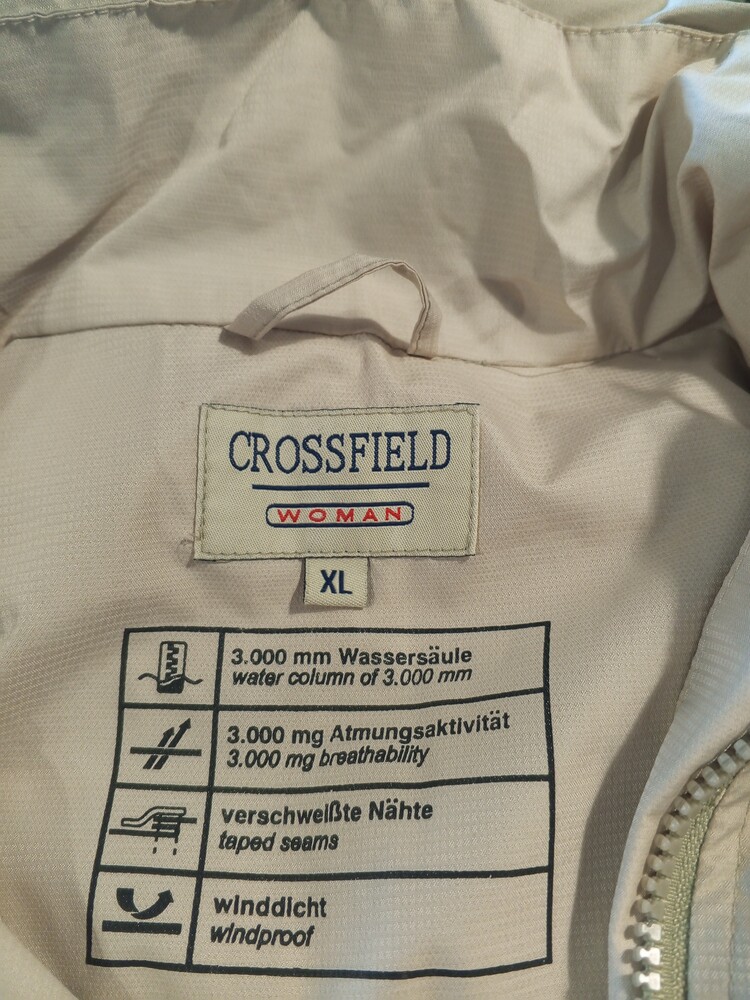 CROSSFIELD
WOMAN
XL
3.000 mm Wassersäule
water column of 3.000 mm
3.000 mg Atmungsaktivität
3.000 mg breathability
verschweißte Nähte
taped seams
winddicht
windproof